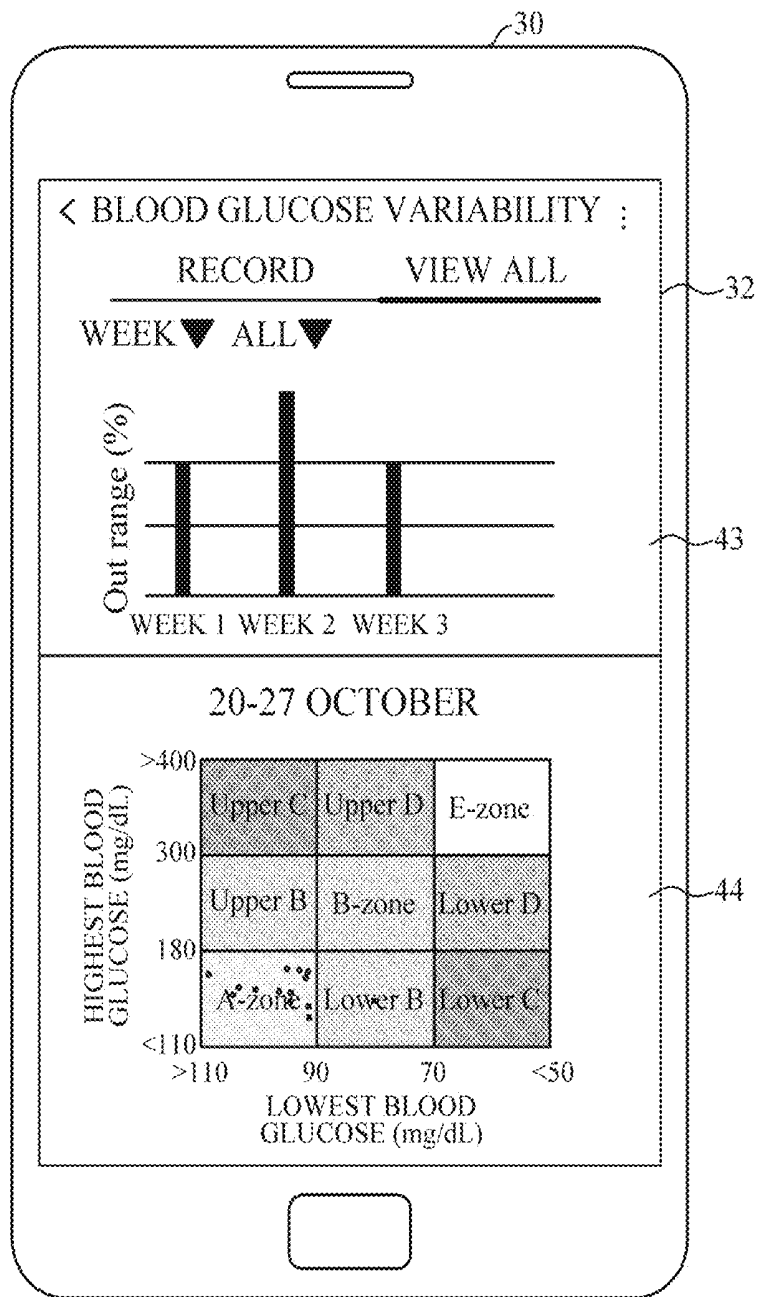 30
< BLOOD GLUCOSE VARIABILITY ⋮
RECORD VIEW ALL
32
WEEK▼ ALL▼
Out range (%)
43
WEEK 1 WEEK 2 WEEK 3
20-27 OCTOBER
HIGHEST BLOOD
GLUCOSE (mg/dL)
>400
Upper C Upper D E-zone
300
Upper B B-zone Lower D
44
180
A-zone Lower B Lower C
<110
>110 90 70 <50
LOWEST BLOOD
GLUCOSE (mg/dL)